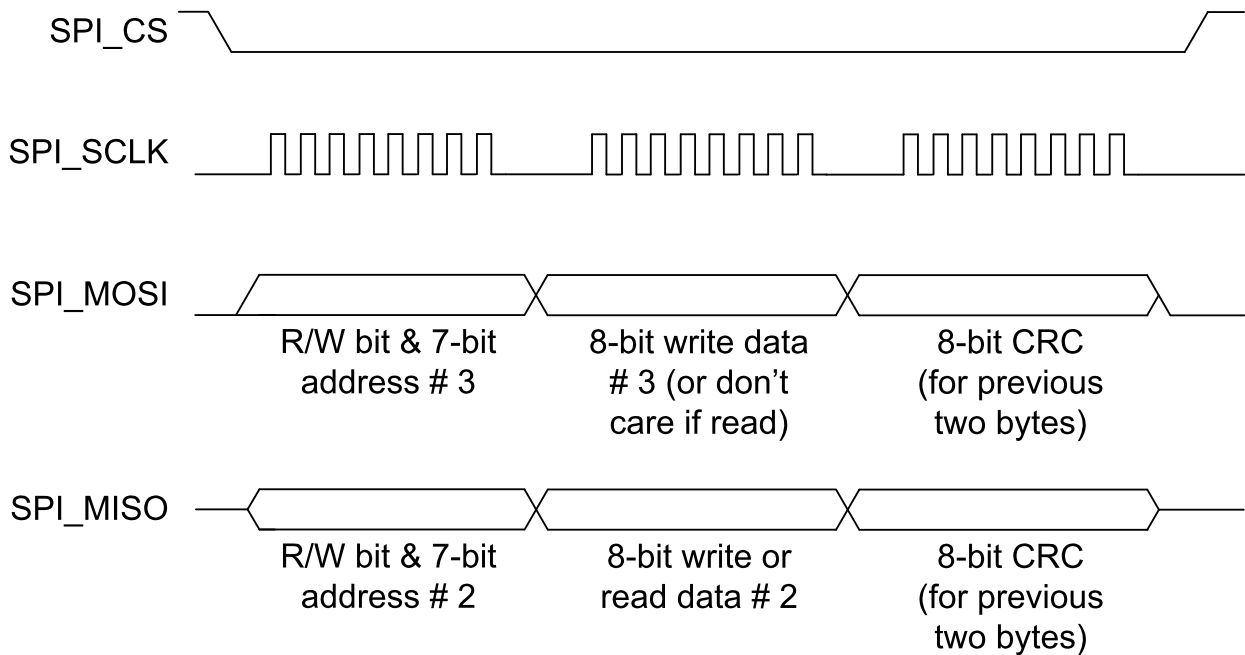 SPI_CS
SPI_SCLK
SPI_MOSI
R/W bit & 7-bit
address # 3
8-bit write data
# 3 (or don’t
care if read)
8-bit CRC
(for previous
two bytes)
SPI_MISO
R/W bit & 7-bit
address # 2
8-bit write or
read data # 2
8-bit CRC
(for previous
two bytes)